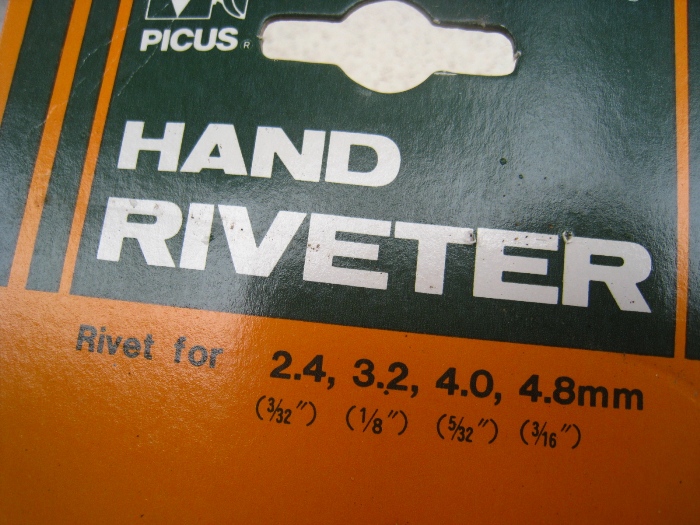 PICUS R
HAND
RIVETER
Rivet for 2.4, 3.2, 4.0, 4.8mm
(3/32") (1/8") (5/32") (3/16")